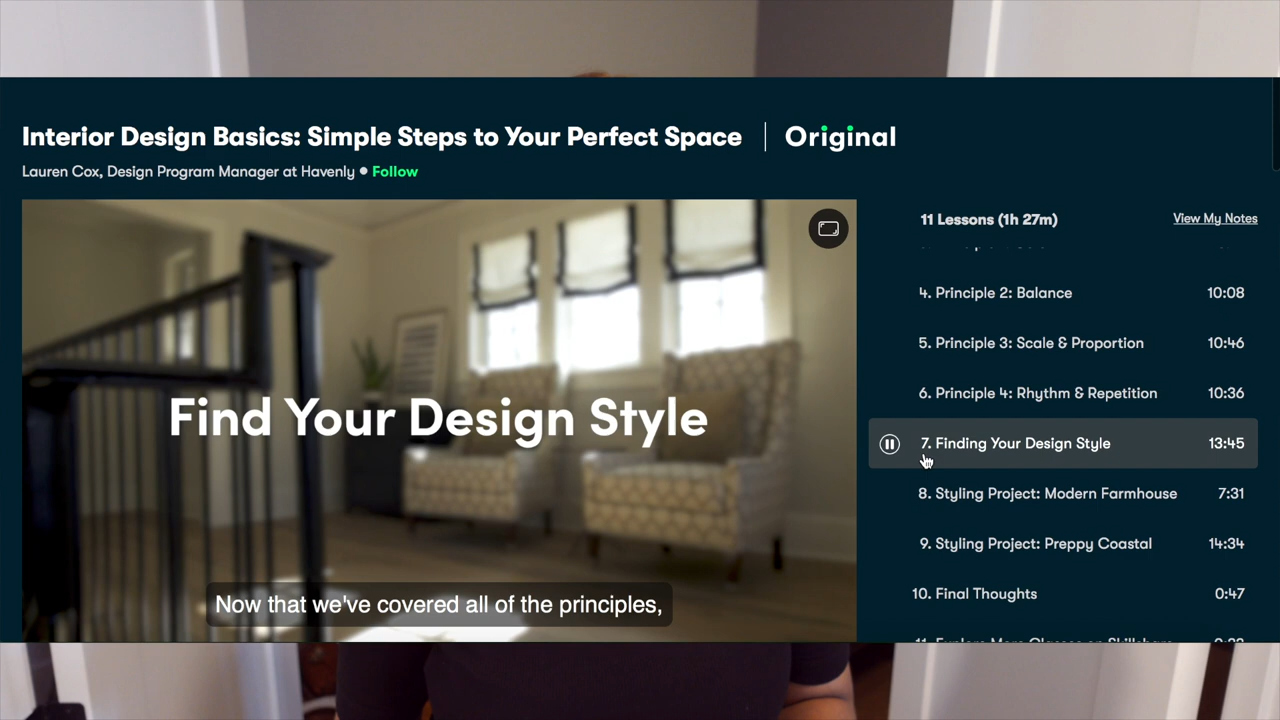 Interior Design Basics: Simple Steps to Your Perfect Space | Original
Lauren Cox, Design Program Manager at Havenly • Follow
11 Lessons (1h 27m) View My Notes
4. Principle 2: Balance 10:08
5. Principle 3: Scale & Proportion 10:46
6. Principle 4: Rhythm & Repetition 10:36
7. Finding Your Design Style 13:45
8. Styling Project: Modern Farmhouse 7:31
9. Styling Project: Preppy Coastal 14:34
10. Final Thoughts 0:47
Find Your Design Style
Now that we've covered all of the principles,